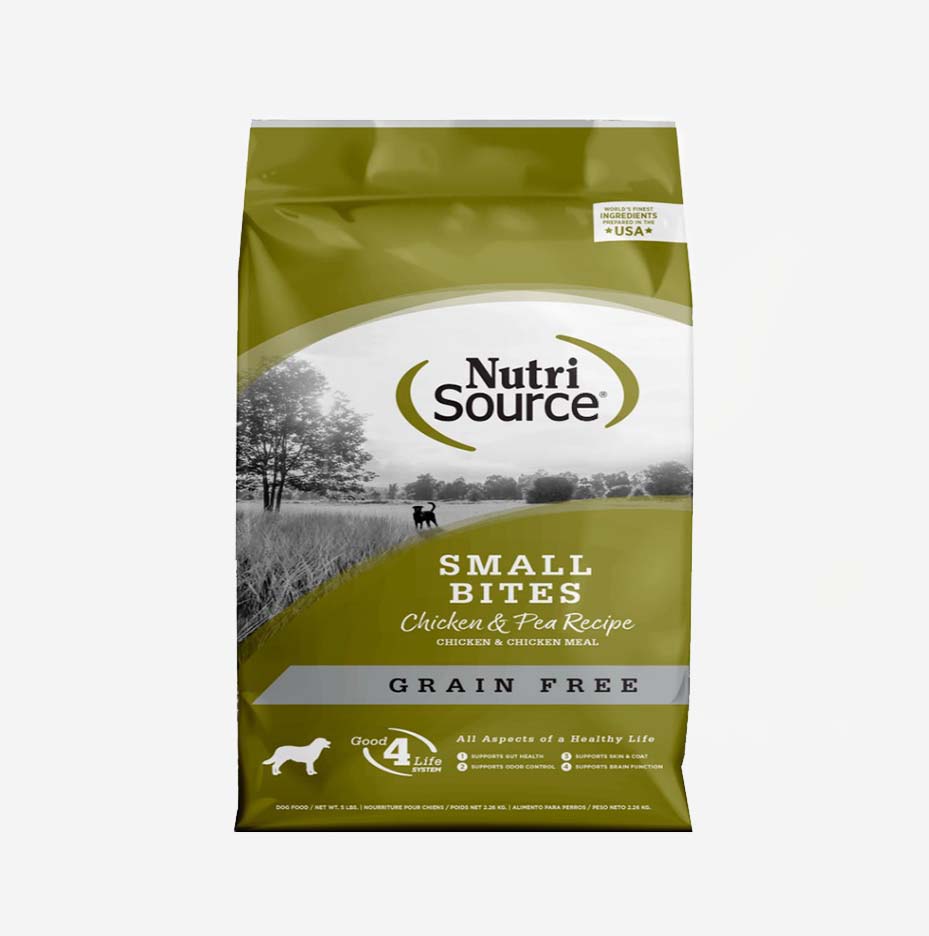 WORLD'S FINEST
INGREDIENTS
PREPARED IN THE
★USA★
Nutri
Source®
SMALL
BITES
Chicken & Pea Recipe
CHICKEN & CHICKEN MEAL
GRAIN FREE
Good 4 Life
SYSTEM
All Aspects of a Healthy Life
1 SUPPORTS GUT HEALTH
3 SUPPORTS SKIN & COAT
2 SUPPORTS ODOR CONTROL
4 SUPPORTS BRAIN FUNCTION
DOG FOOD / NET WT. 5 LBS. | NOURRITURE POUR CHIENS / POIDS NET 2.26 KG. | ALIMENTO PARA PERROS / PESO NETO 2.26 KG.